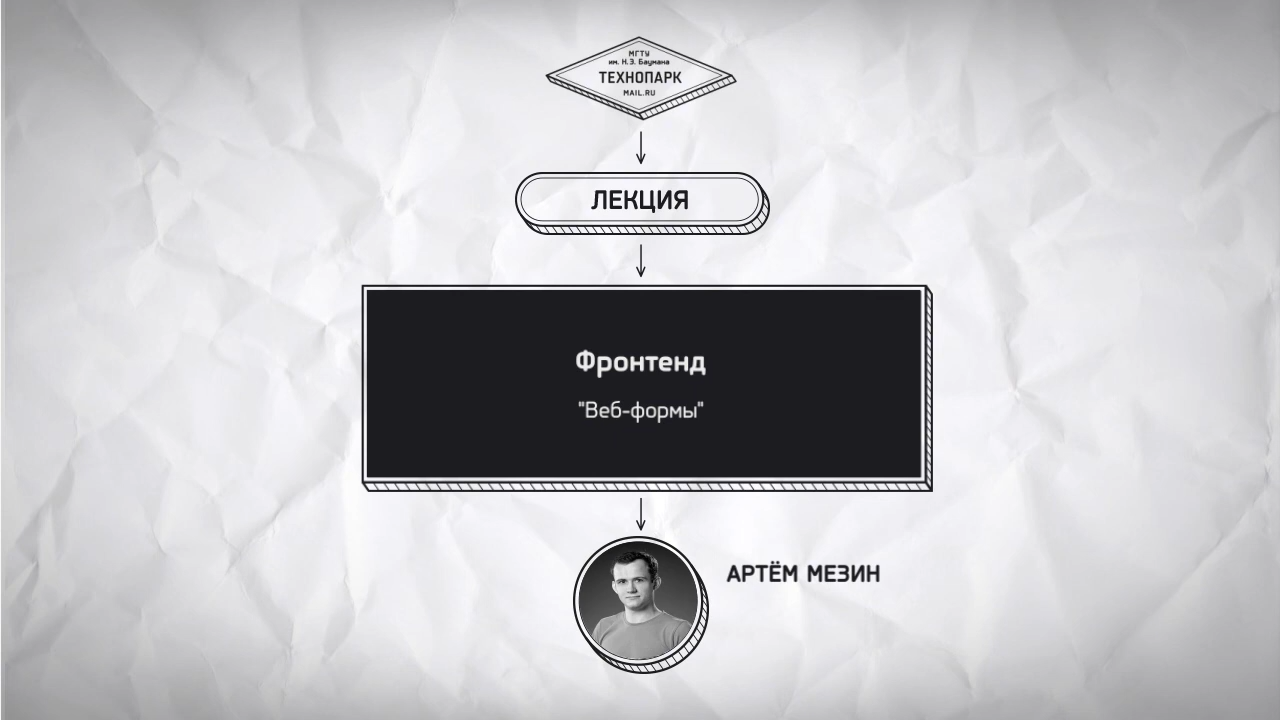 МГТУ
им. Н.Э. Баумана
ТЕХНОПАРК
MAIL.RU
ЛЕКЦИЯ
Фронтенд
"Веб-формы"
АРТЁМ МЕЗИН